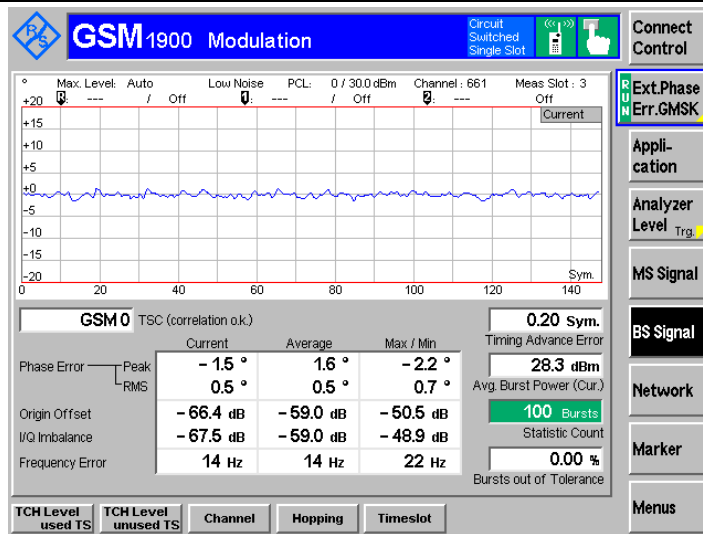 R&S GSM1900 Modulation Circuit Switched Single Slot
Connect Control
° Max. Level: Auto Low Noise PCL: 0 / 30.0 dBm Channel : 661 Meas Slot : 3
R: --- / Off 1: --- / Off 2: --- Off
Current
+20
+15
+10
+5
+0
-5
-10
-15
-20
Sym.
0 20 40 60 80 100 120 140
RUN Ext.Phase Err.GMSK
Appli-
cation
Analyzer
Level Trg.
MS Signal
BS Signal
Network
Marker
Menus
GSM 0 TSC (correlation o.k.)
0.20 Sym.
Timing Advance Error
Current Average Max / Min
Phase Error Peak – 1.5 ° 1.6 ° – 2.2 °
28.3 dBm
RMS 0.5 ° 0.5 ° 0.7 °
Avg. Burst Power (Cur.)
Origin Offset – 66.4 dB – 59.0 dB – 50.5 dB
100 Bursts
I/Q Imbalance – 67.5 dB – 59.0 dB – 48.9 dB
Statistic Count
Frequency Error 14 Hz 14 Hz 22 Hz
0.00 %
Bursts out of Tolerance
TCH Level used TS
TCH Level unused TS
Channel
Hopping
Timeslot